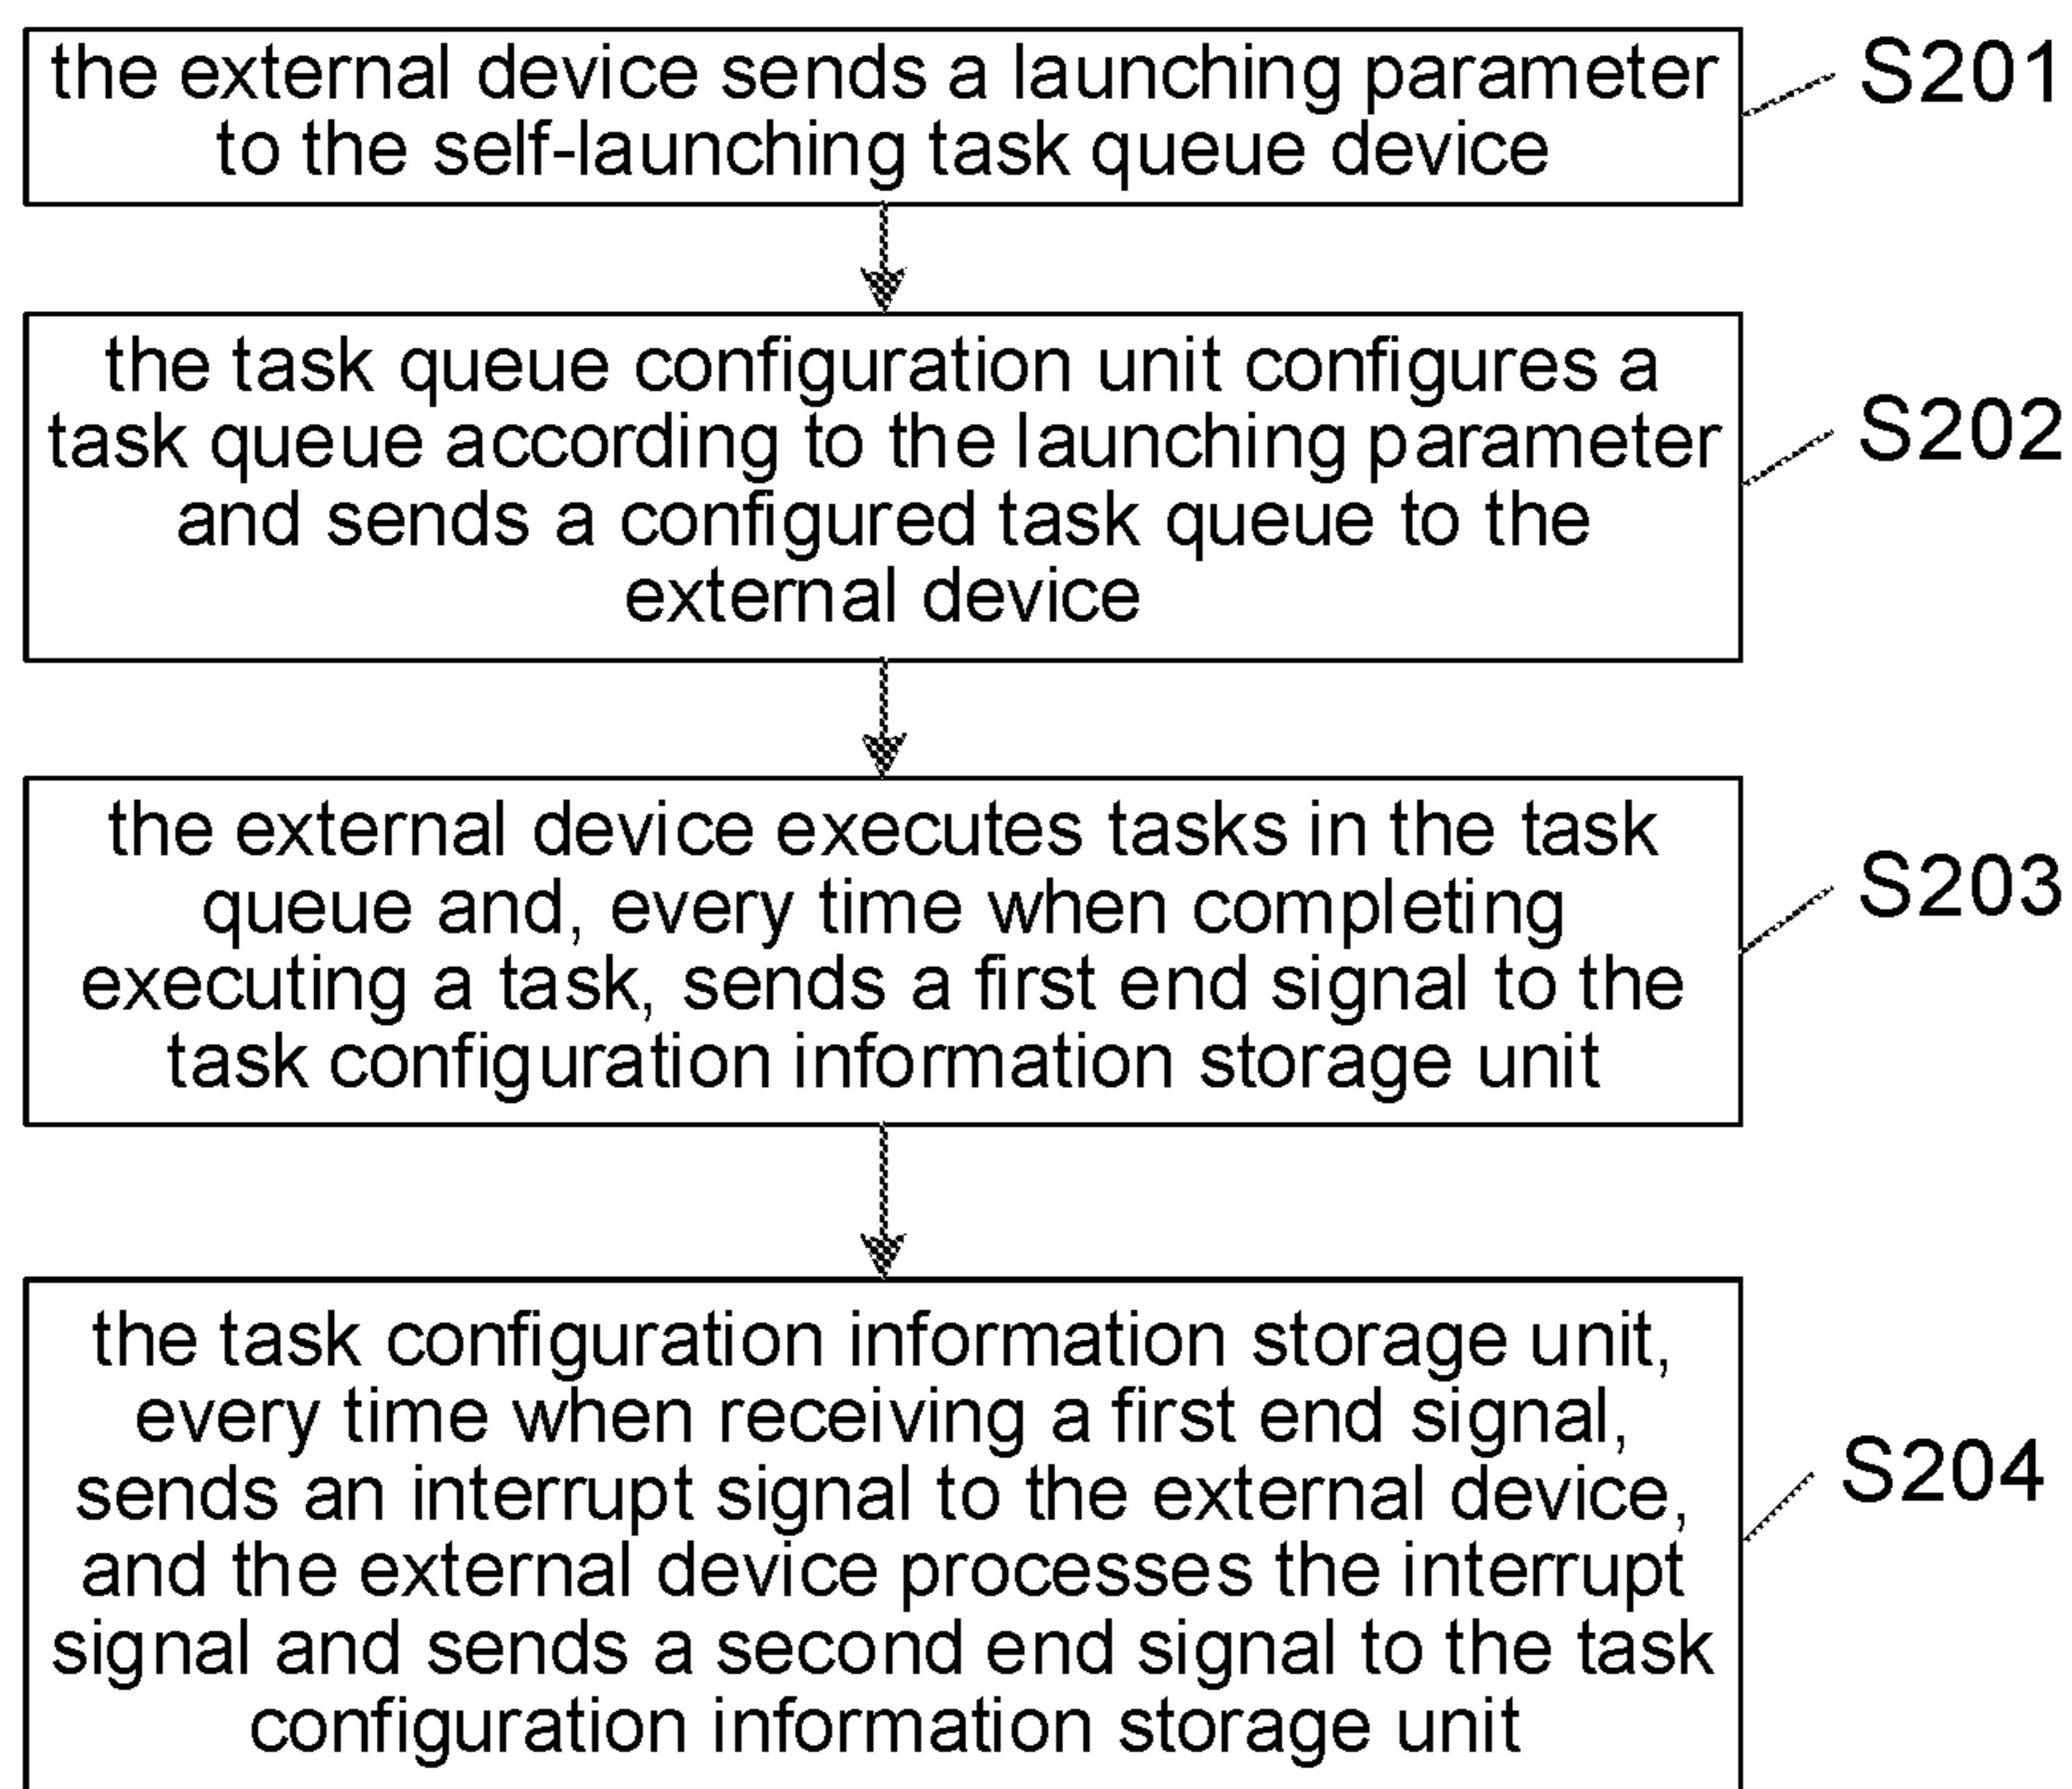 the external device sends a launching parameter
to the self-launching task queue device
S201
the task queue configuration unit configures a
task queue according to the launching parameter
and sends a configured task queue to the
external device
S202
the external device executes tasks in the task
queue and, every time when completing
executing a task, sends a first end signal to the
task configuration information storage unit
S203
the task configuration information storage unit,
every time when receiving a first end signal,
sends an interrupt signal to the external device,
and the external device processes the interrupt
signal and sends a second end signal to the task
configuration information storage unit
S204